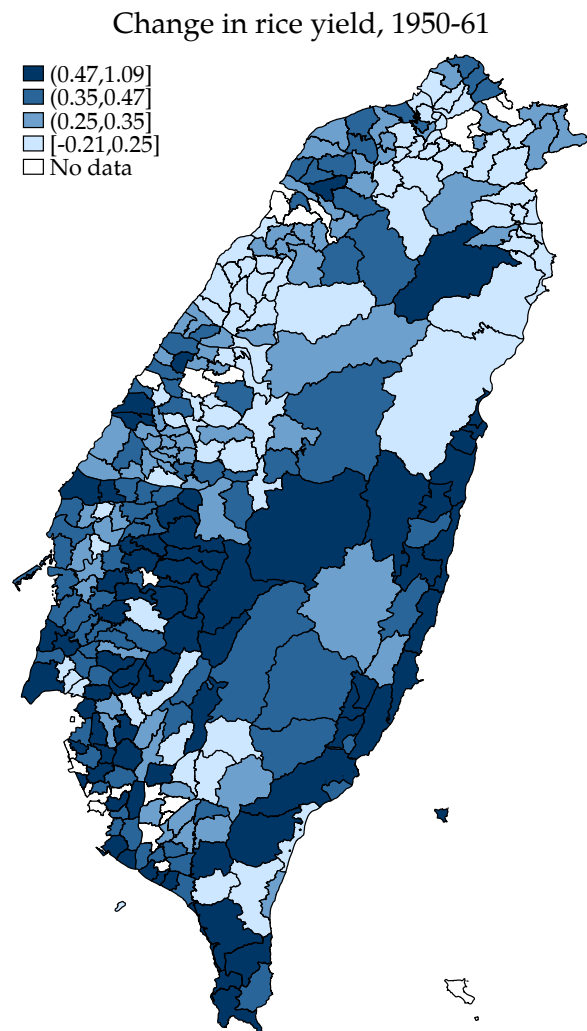 Change in rice yield, 1950-61
(0.47,1.09]
(0.35,0.47]
(0.25,0.35]
[-0.21,0.25]
No data